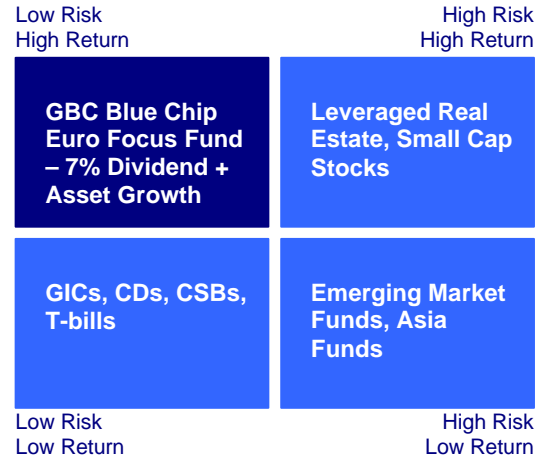 Low Risk
High Return
High Risk
High Return
GBC Blue Chip
Euro Focus Fund
– 7% Dividend +
Asset Growth
Leveraged Real
Estate, Small Cap
Stocks
GICs, CDs, CSBs,
T-bills
Emerging Market
Funds, Asia
Funds
Low Risk
Low Return
High Risk
Low Return